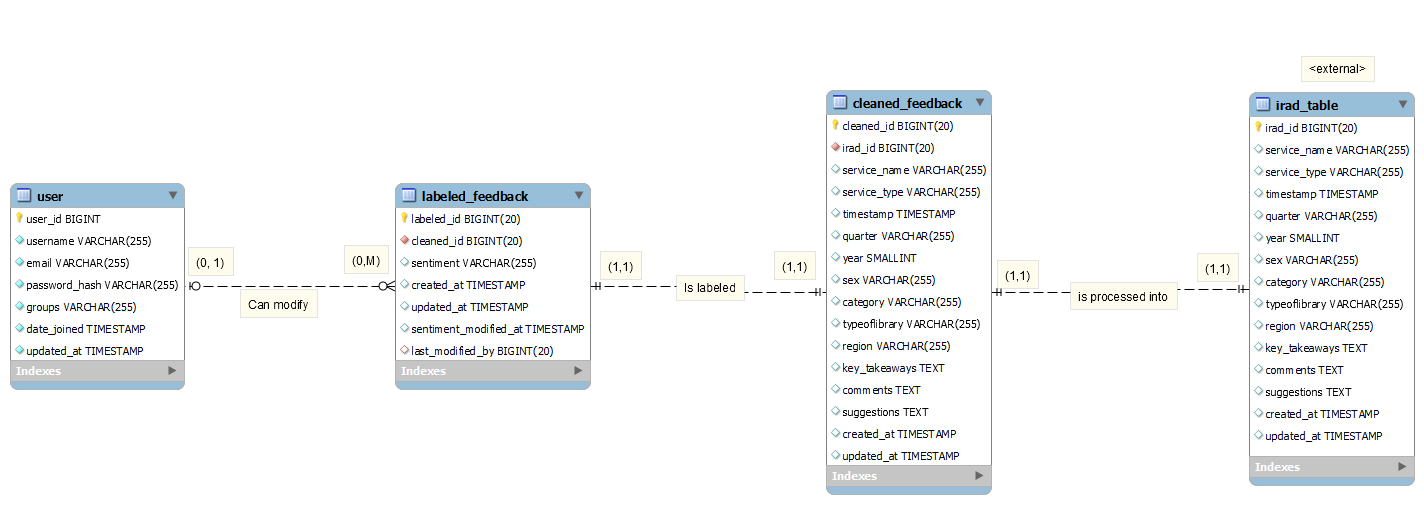 user
user_id BIGINT
username VARCHAR(255)
email VARCHAR(255)
password_hash VARCHAR(255)
groups VARCHAR(255)
date_joined TIMESTAMP
updated_at TIMESTAMP
Indexes
(0, 1)
Can modify
(0,M)
labeled_feedback
labeled_id BIGINT(20)
cleaned_id BIGINT(20)
sentiment VARCHAR(255)
created_at TIMESTAMP
updated_at TIMESTAMP
sentiment_modified_at TIMESTAMP
last_modified_by BIGINT(20)
Indexes
(1,1)
Is labeled
(1,1)
cleaned_feedback
cleaned_id BIGINT(20)
irad_id BIGINT(20)
service_name VARCHAR(255)
service_type VARCHAR(255)
timestamp TIMESTAMP
quarter VARCHAR(255)
year SMALLINT
sex VARCHAR(255)
category VARCHAR(255)
typeoflibrary VARCHAR(255)
region VARCHAR(255)
key_takeaways TEXT
comments TEXT
suggestions TEXT
created_at TIMESTAMP
updated_at TIMESTAMP
Indexes
(1,1)
is processed into
(1,1)
<external>
irad_table
irad_id BIGINT(20)
service_name VARCHAR(255)
service_type VARCHAR(255)
timestamp TIMESTAMP
quarter VARCHAR(255)
year SMALLINT
sex VARCHAR(255)
category VARCHAR(255)
typeoflibrary VARCHAR(255)
region VARCHAR(255)
key_takeaways TEXT
comments TEXT
suggestions TEXT
created_at TIMESTAMP
updated_at TIMESTAMP
Indexes